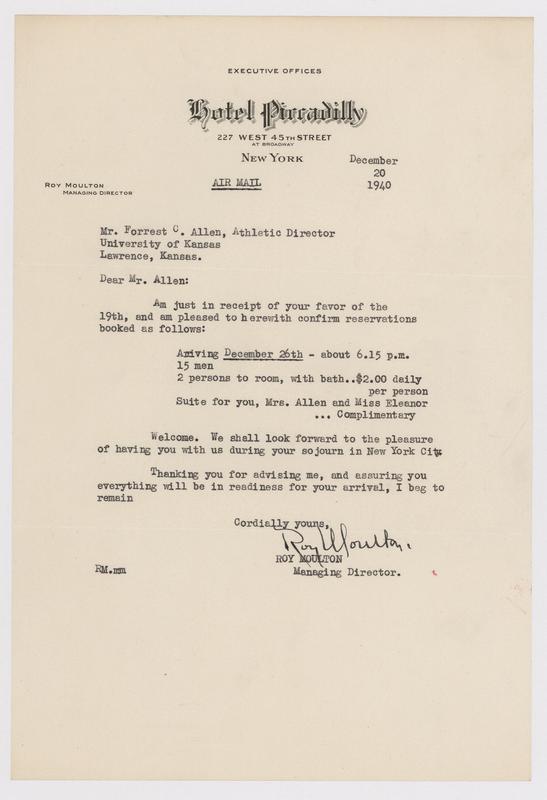 EXECUTIVE OFFICES
Hotel Piccadilly
227 WEST 45TH STREET
AT BROADWAY
NEW YORK
December
20
1940
AIR MAIL
ROY MOULTON
MANAGING DIRECTOR
Mr. Forrest C. Allen, Athletic Director
University of Kansas
Lawrence, Kansas.
Dear Mr. Allen:
Am just in receipt of your favor of the
19th, and am pleased to herewith confirm reservations
booked as follows:
Arriving December 26th - about 6.15 p.m.
15 men
2 persons to room, with bath..$2.00 daily
per person
Suite for you, Mrs. Allen and Miss Eleanor
... Complimentary
Welcome. We shall look forward to the pleasure
of having you with us during your sojourn in New York City.
Thanking you for advising me, and assuring you
everything will be in readiness for your arrival, I beg to
remain
Cordially youns,
Roy Moulton.
ROY MOULTON
Managing Director.
RM.mm